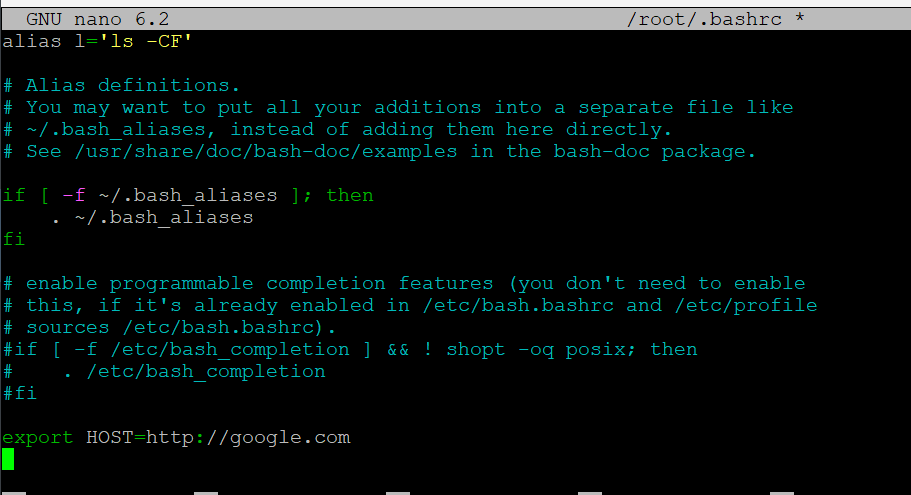 GNU nano 6.2 /root/.bashrc *
alias l='ls -CF'
# Alias definitions.
# You may want to put all your additions into a separate file like
# ~/.bash_aliases, instead of adding them here directly.
# See /usr/share/doc/bash-doc/examples in the bash-doc package.
if [ -f ~/.bash_aliases ]; then
    . ~/.bash_aliases
fi
# enable programmable completion features (you don't need to enable
# this, if it's already enabled in /etc/bash.bashrc and /etc/profile
# sources /etc/bash.bashrc).
#if [ -f /etc/bash_completion ] && ! shopt -oq posix; then
#    . /etc/bash_completion
#fi
export HOST=http://google.com